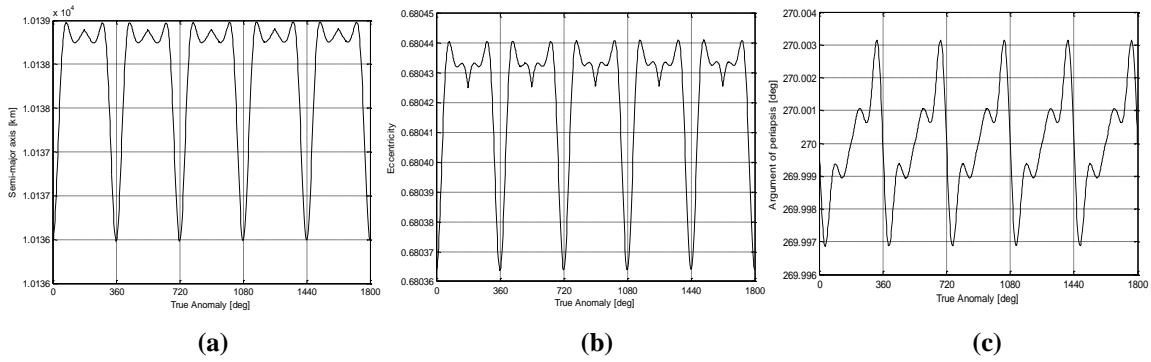 x 10⁴
1.0139
1.0138
1.0138
1.0137
1.0137
1.0136
1.0136
Semi-major axis [km]
0 360 720 1080 1440 1800
True Anomaly [deg]
(a)
0.68045
0.68044
0.68043
0.68042
0.68041
0.6804
0.68039
0.68038
0.68037
0.68036
Eccentricity
0 360 720 1080 1440 1800
True Anomaly [deg]
(b)
270.004
270.003
270.002
270.001
270
269.999
269.998
269.997
269.996
Argument of periapsis [deg]
0 360 720 1080 1440 1800
True Anomaly [deg]
(c)